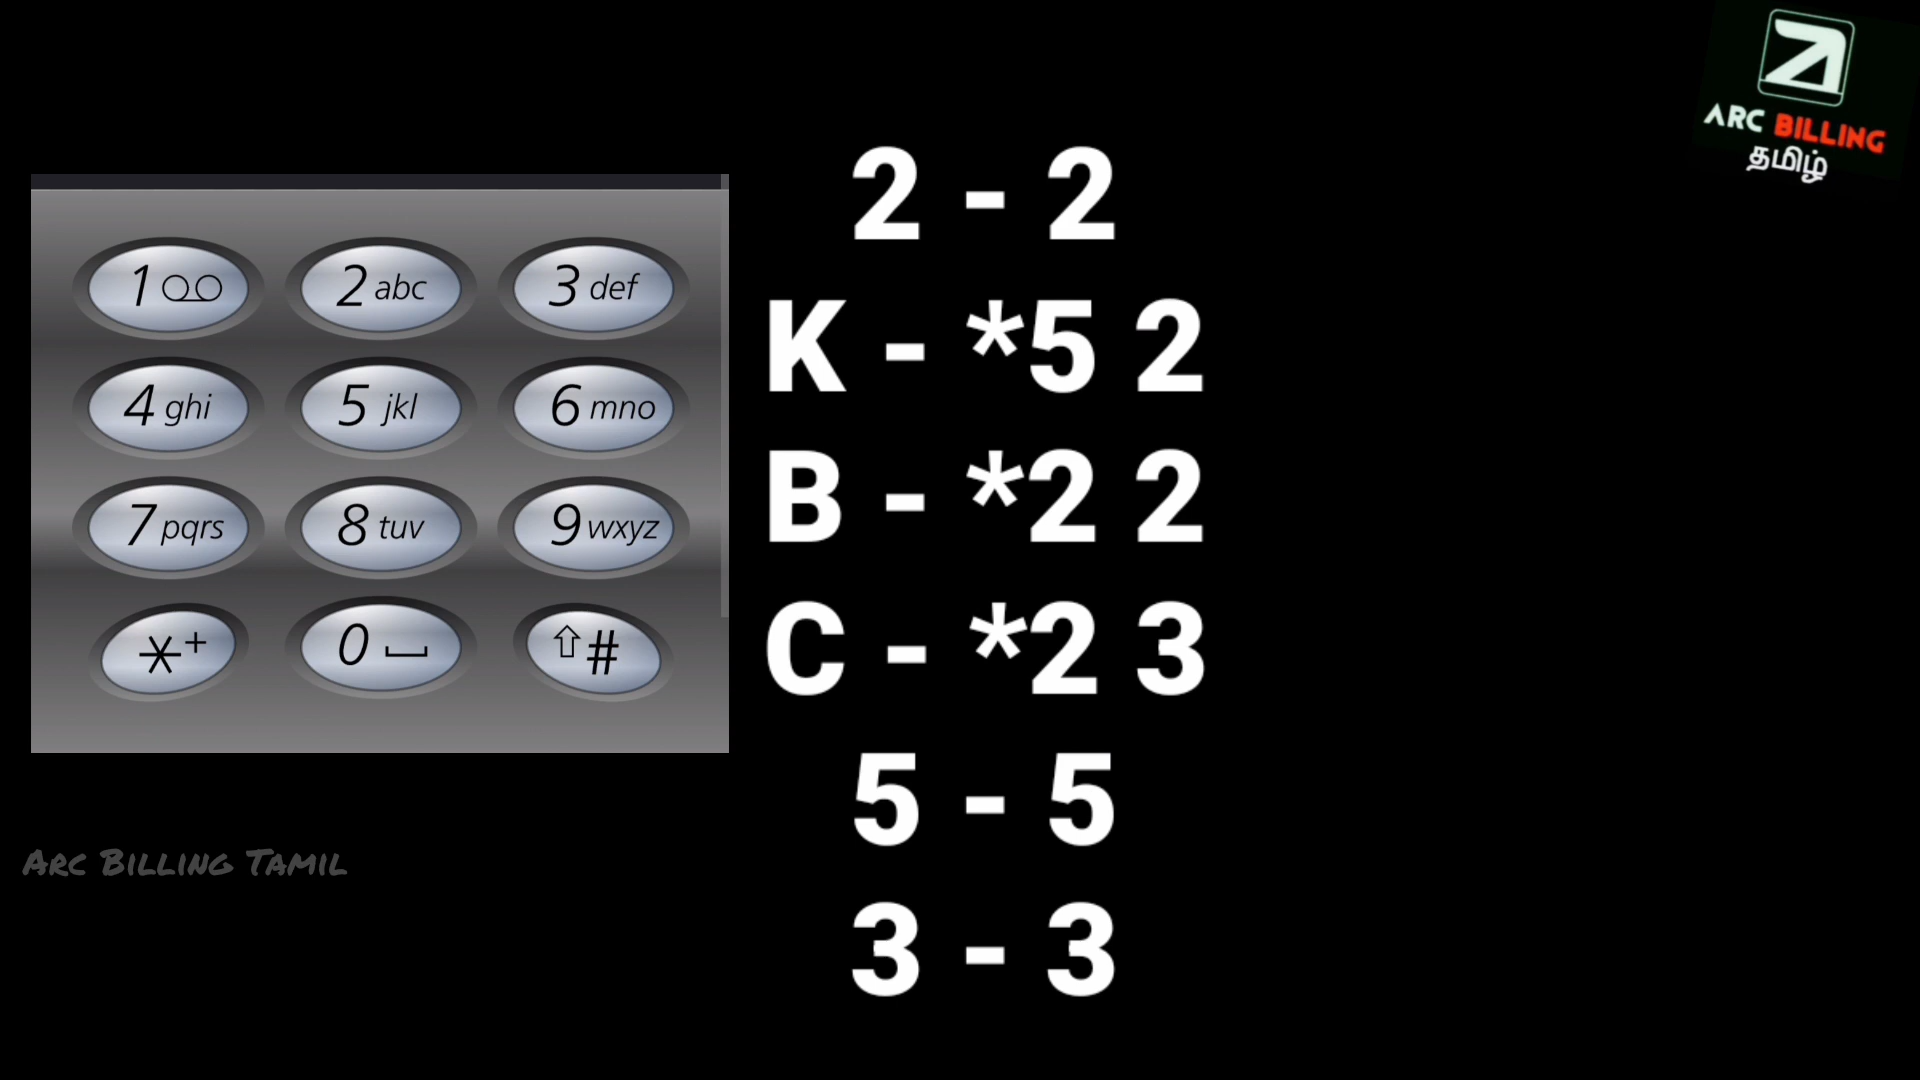 ARC BILLING
தமிழ்
1 2 abc 3 def
4 ghi 5 jkl 6 mno
7 pqrs 8 tuv 9 wxyz
*+ 0 #
2 - 2
K - *5 2
B - *2 2
C - *2 3
5 - 5
3 - 3
Arc Billing Tamil